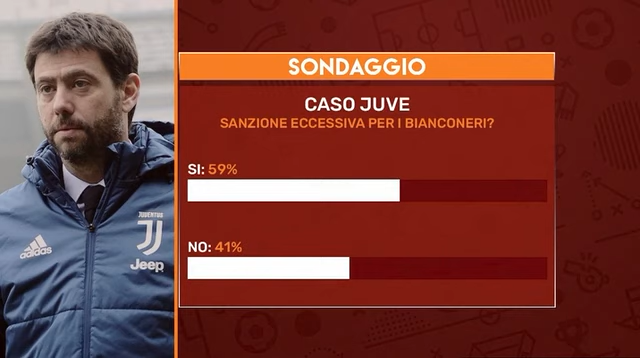 SONDAGGIO
CASO JUVE
SANZIONE ECCESSIVA PER I BIANCONERI?
SI: 59%
NO: 41%
adidas
JUVENTUS
Jeep